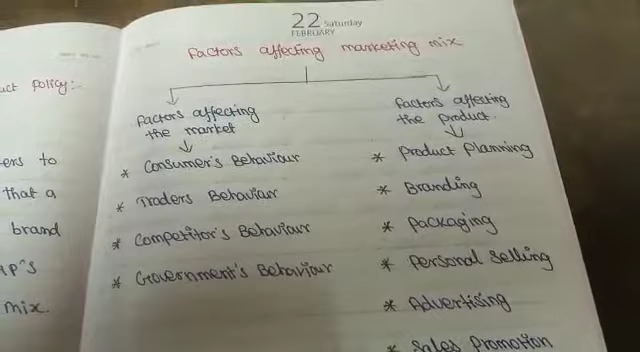 uct Policy:-
ers to
that a
brand
4P's
mix.
22 Saturday
FEBRUARY
Factors affecting marketing mix
Factors affecting
the market
* Consumer's Behaviour
* Traders Behaviour
* Competitor's Behaviour
* Government's Behaviour
Factors affecting
the product.
* Product Planning
* Branding
* Packaging
* Personal Selling
* Advertising
* Sales Promotion